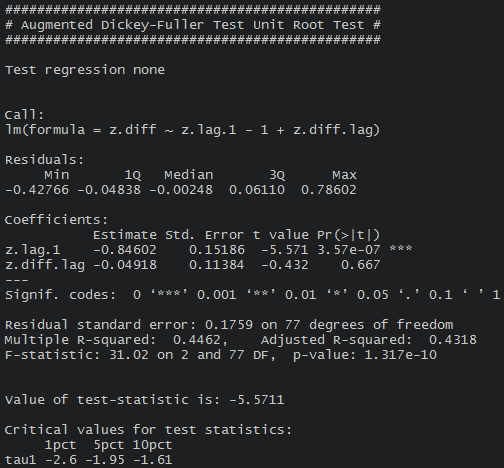 ###############################################
# Augmented Dickey-Fuller Test Unit Root Test #
###############################################
Test regression none
Call:
lm(formula = z.diff ~ z.lag.1 - 1 + z.diff.lag)
Residuals:
     Min       1Q   Median       3Q      Max
-0.42766 -0.04838 -0.00248  0.06110  0.78602
Coefficients:
           Estimate Std. Error t value Pr(>|t|)
z.lag.1    -0.84602    0.15186  -5.571 3.57e-07 ***
z.diff.lag -0.04918    0.11384  -0.432    0.667
---
Signif. codes:  0 ‘***’ 0.001 ‘**’ 0.01 ‘*’ 0.05 ‘.’ 0.1 ‘ ’ 1
Residual standard error: 0.1759 on 77 degrees of freedom
Multiple R-squared:  0.4462,    Adjusted R-squared:  0.4318
F-statistic: 31.02 on 2 and 77 DF,  p-value: 1.317e-10
Value of test-statistic is: -5.5711
Critical values for test statistics:
     1pct  5pct 10pct
tau1 -2.6 -1.95 -1.61